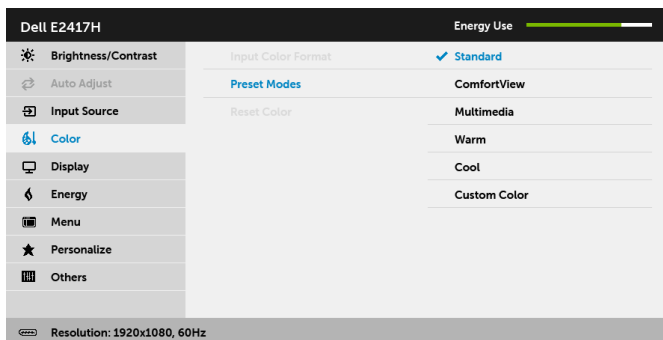 Dell E2417H Energy Use
Brightness/Contrast Input Color Format Standard
Auto Adjust Preset Modes ComfortView
Input Source Reset Color Multimedia
Color Warm
Display Cool
Energy Custom Color
Menu
Personalize
Others
Resolution: 1920x1080, 60Hz